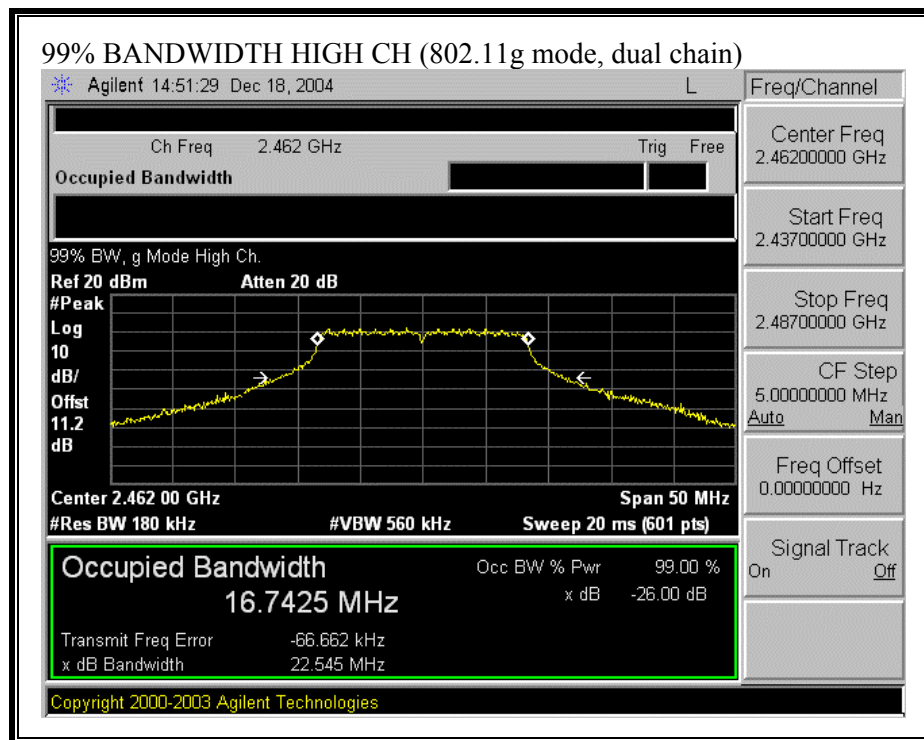 99% BANDWIDTH HIGH CH (802.11g mode, dual chain)
Agilent 14:51:29 Dec 18, 2004 L
Freq/Channel
Ch Freq 2.462 GHz Trig Free
Occupied Bandwidth
Center Freq
2.46200000 GHz
Start Freq
2.43700000 GHz
99% BW, g Mode High Ch.
Ref 20 dBm Atten 20 dB
#Peak
Log
10
dB/
Offst
11.2
dB
Stop Freq
2.48700000 GHz
CF Step
5.00000000 MHz
Auto Man
Freq Offset
0.00000000 Hz
Center 2.462 00 GHz Span 50 MHz
#Res BW 180 kHz #VBW 560 kHz Sweep 20 ms (601 pts)
Signal Track
On Off
Occupied Bandwidth Occ BW % Pwr 99.00 %
16.7425 MHz x dB -26.00 dB
Transmit Freq Error -66.662 kHz
x dB Bandwidth 22.545 MHz
Copyright 2000-2003 Agilent Technologies